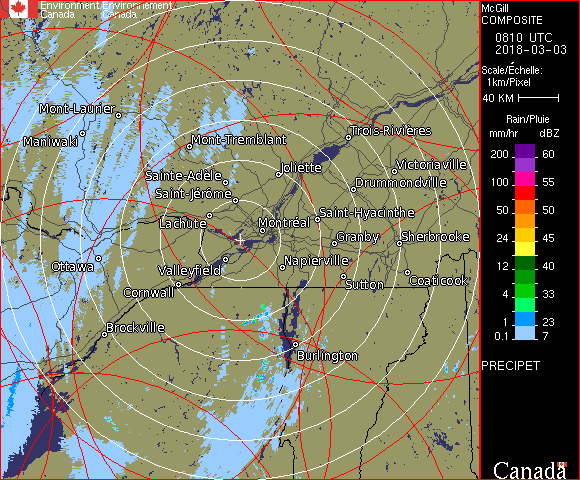 Environment Environnement
Canada Canada
McGill
COMPOSITE
0810 UTC
2018-03-03
Scale/Échelle:
1km/Pixel
40 KM
Rain/Pluie
mm/hr dBZ
200 60
100 55
50 50
24 45
12 40
4 33
1 23
0.1 7
PRECIPET
Canada
Mont-Laurier
Maniwaki
Mont-Tremblant
Trois-Rivières
Joliette
Victoriaville
Sainte-Adèle
Drummondville
Saint-Jérôme
Lachute
Saint-Hyacinthe
Montréal
Granby
Sherbrooke
Ottawa
Valleyfield
Napierville
Cornwall
Sutton
Coaticook
Brockville
Burlington